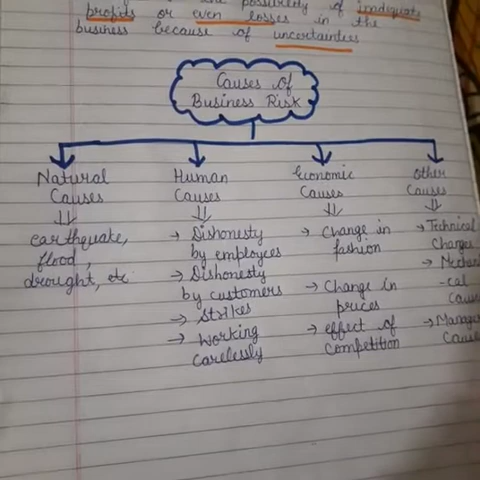 possibility of inadequate
profits or even losses in the
business because of uncertainties
Causes of
Business Risk
Natural
Causes
earthquake,
flood,
drought, etc
Human
Causes
→ Dishonesty
by employees
→ Dishonesty
by customers
→ Strikes
→ Working
carelessly
Economic
Causes
→ Change in
fashion
→ Change in
prices
→ effect of
competition
Other
Causes
→ Technical
Changes
→ Mechani
-cal
Cause
→ Manage
Cause